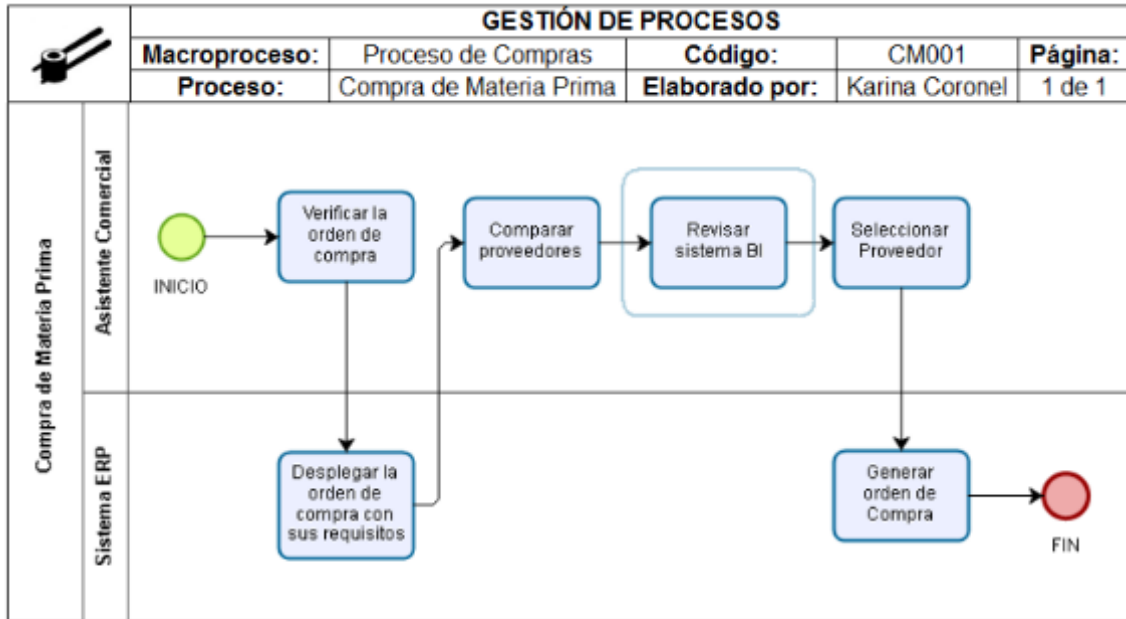 GESTIÓN DE PROCESOS
Macroproceso: Proceso de Compras Código: CM001 Página:
Proceso: Compra de Materia Prima Elaborado por: Karina Coronel 1 de 1
Compra de Materia Prima
Asistente Comercial
INICIO
Verificar la
orden de
compra
Comparar
proveedores
Revisar
sistema BI
Seleccionar
Proveedor
Sistema ERP
Desplegar la
orden de
compra con
sus requisitos
Generar
orden de
Compra
FIN